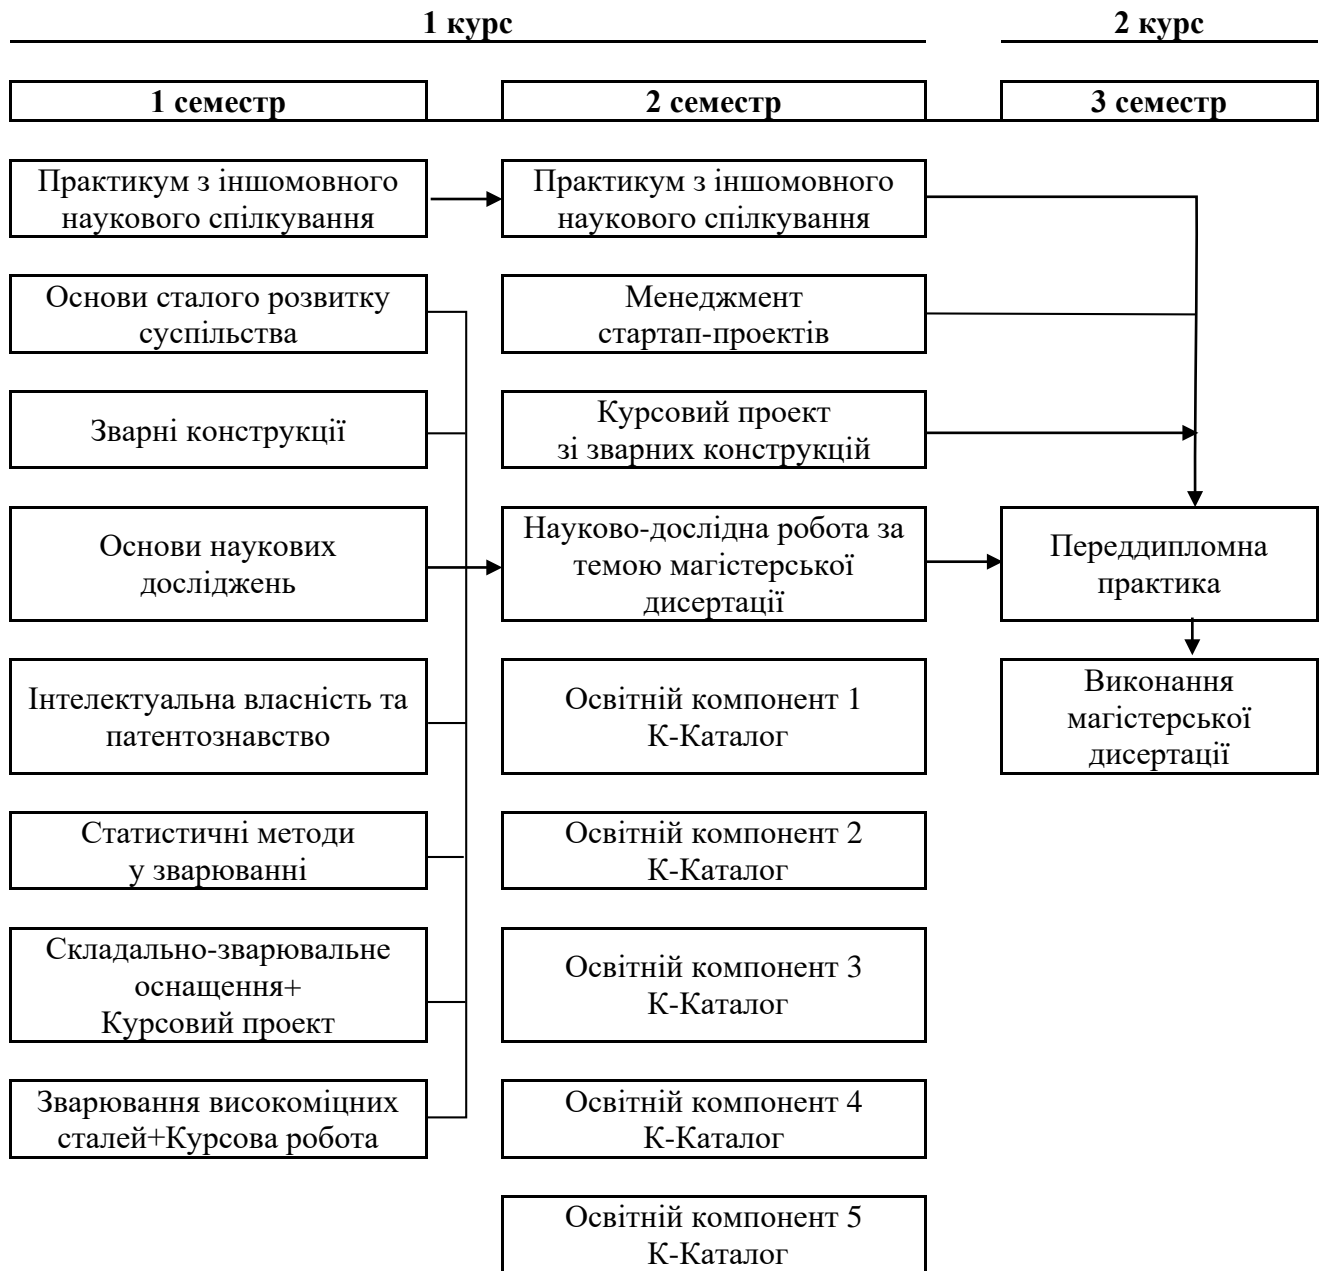 1 курс
2 курс
1 семестр
2 семестр
3 семестр
Практикум з іншомовного
наукового спілкування
Практикум з іншомовного
наукового спілкування
Основи сталого розвитку
суспільства
Менеджмент
стартап-проектів
Зварні конструкції
Курсовий проект
зі зварних конструкцій
Основи наукових
досліджень
Науково-дослідна робота за
темою магістерської
дисертації
Переддипломна
практика
Інтелектуальна власність та
патентознавство
Освітній компонент 1
К-Каталог
Виконання
магістерської
дисертації
Статистичні методи
у зварюванні
Освітній компонент 2
К-Каталог
Складально-зварювальне
оснащення+
Курсовий проект
Освітній компонент 3
К-Каталог
Зварювання високоміцних
сталей+Курсова робота
Освітній компонент 4
К-Каталог
Освітній компонент 5
К-Каталог